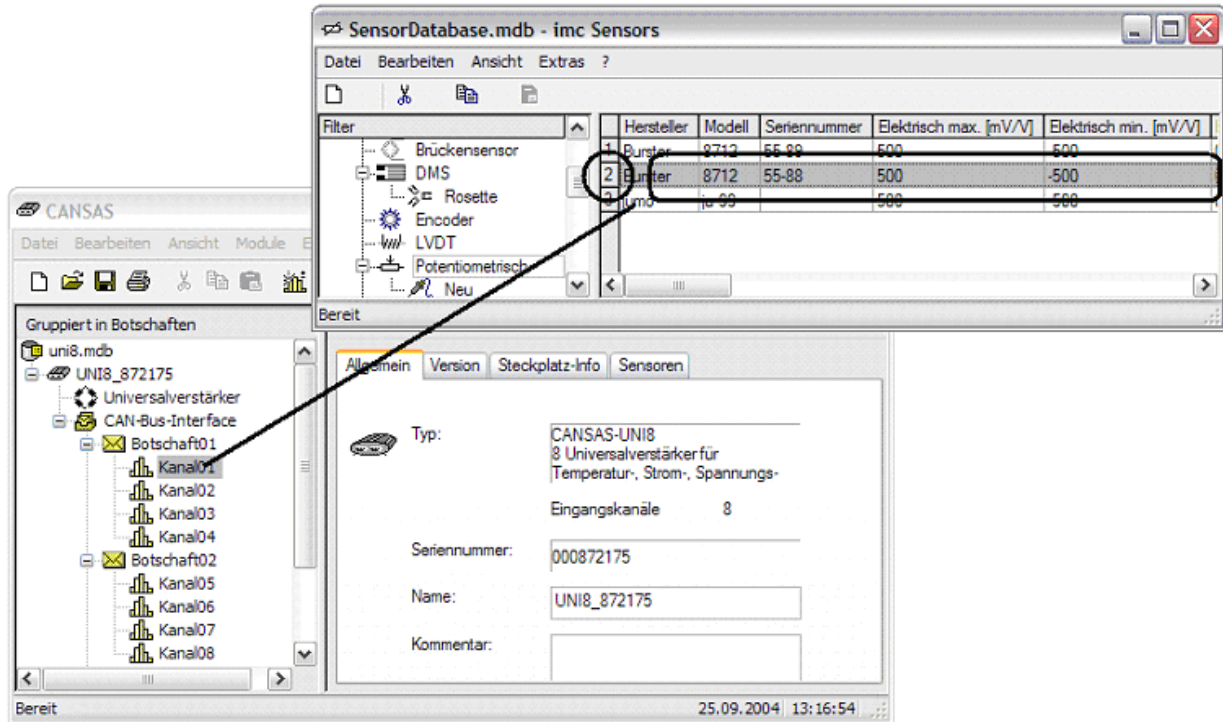 SensorDatabase.mdb - imc Sensors
Datei Bearbeiten Ansicht Extras ?
Filter
Brückensensor
DMS
Rosette
Encoder
LVDT
Potentiometrisch
Neu
Hersteller Modell Seriennummer Elektrisch max. [mV/V] Elektrisch min. [mV/V]
1 Burster 8712 55-89 500 -500
2 Burster 8712 55-88 500 -500
3 500 -500
Bereit
CANSAS
Datei Bearbeiten Ansicht Module E
Gruppiert in Botschaften
uni8.mdb
UNI8_872175
Universalverstärker
CAN-Bus-Interface
Botschaft01
Kanal01
Kanal02
Kanal03
Kanal04
Botschaft02
Kanal05
Kanal06
Kanal07
Kanal08
Allgemein Version Steckplatz-Info Sensoren
Typ: CANSAS-UNI8
8 Universalverstärker für
Temperatur-, Strom-, Spannungs-
Eingangskanäle 8
Seriennummer: 000872175
Name: UNI8_872175
Kommentar:
Bereit 25.09.2004 13:16:54